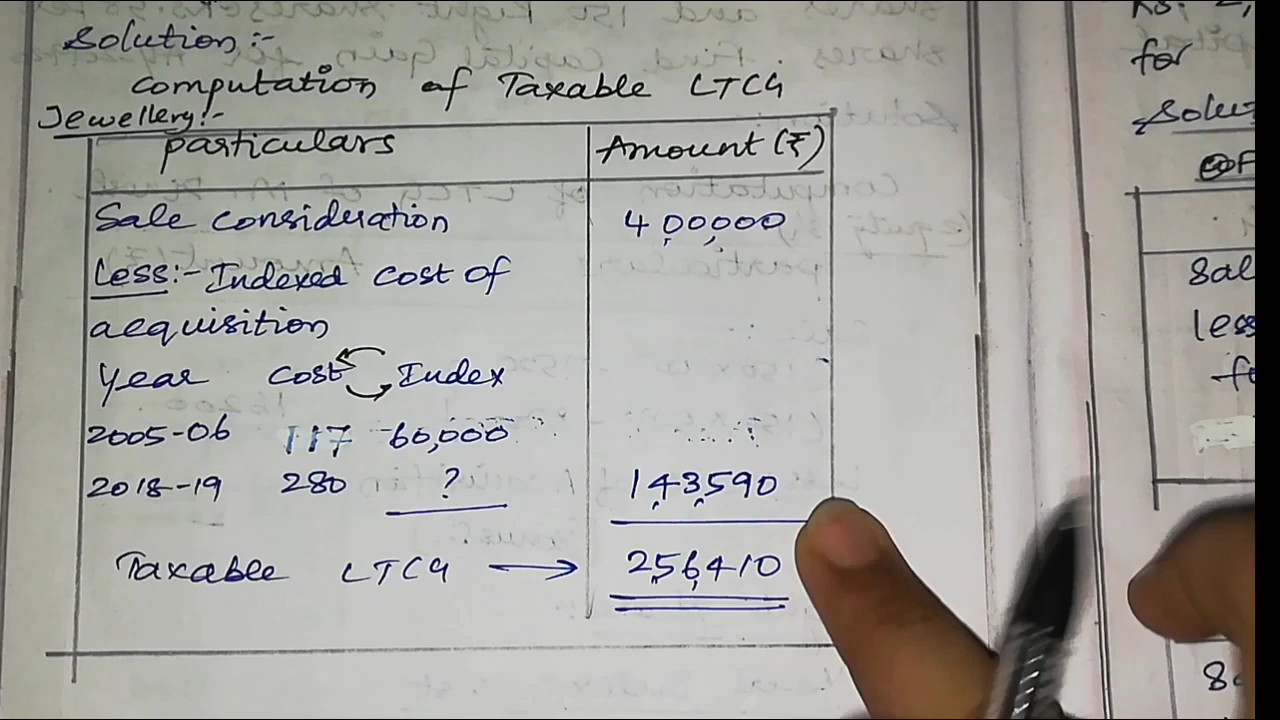 Solution:-
computation of Taxable LTCG
Jewellery:-
particulars Amount (₹)
Sale consideration 4,00,000
Less:- Indexed cost of
acquisition
Year cost Index
2005-06 117 60,000
2018-19 280 ? 1,43,590
Taxable LTCG → 2,56,410
for
Sal
less